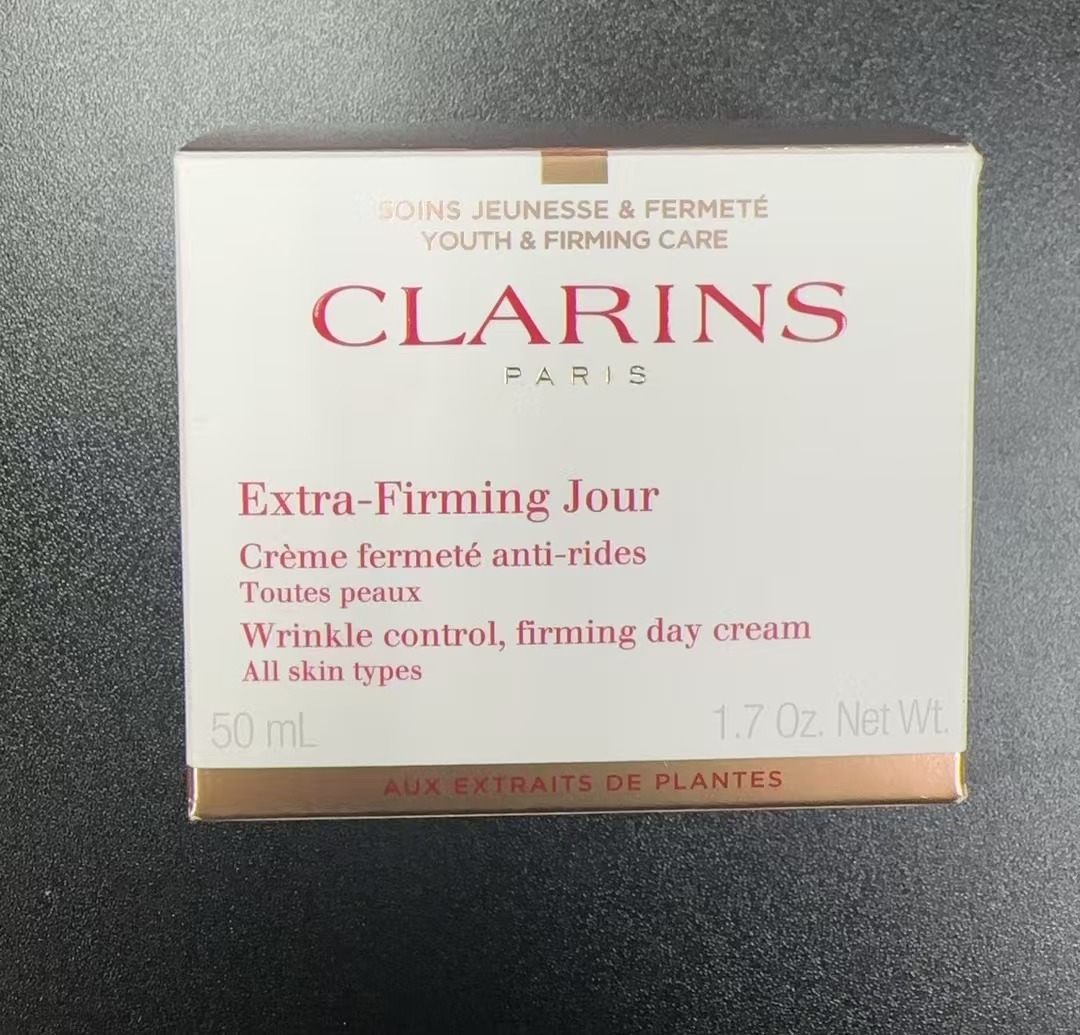 SOINS JEUNESSE & FERMETÉ
YOUTH & FIRMING CARE
CLARINS
PARIS
Extra-Firming Jour
Crème fermeté anti-rides
Toutes peaux
Wrinkle control, firming day cream
All skin types
50 mL
1.7 Oz. Net Wt.
AUX EXTRAITS DE PLANTES